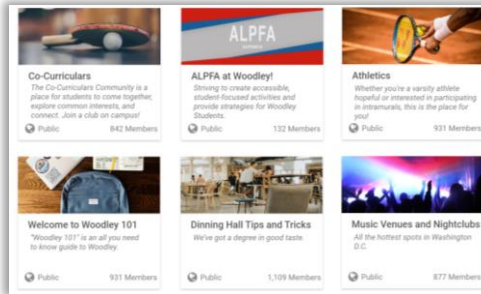 ALPFA
Co-Curriculars
The Co-Curriculars Community is a
place for students to come together,
explore common interests, and
connect. Join a club on campus!
Public 842 Members
ALPFA at Woodley!
Striving to create accessible,
student-focused activities and
provide strategies for Woodley
Students.
Public 132 Members
Athletics
Whether you're a varsity athlete
hopeful or interested in participating
in intramurals, this is the place for
you!
Public 931 Members
Welcome to Woodley 101
"Woodley 101" is an all you need
to know guide to Woodley.
Public 931 Members
Dinning Hall Tips and Tricks
We've got a degree in good taste.
Public 1,109 Members
Music Venues and Nightclubs
All the hottest spots in Washington
D.C.
Public 877 Members